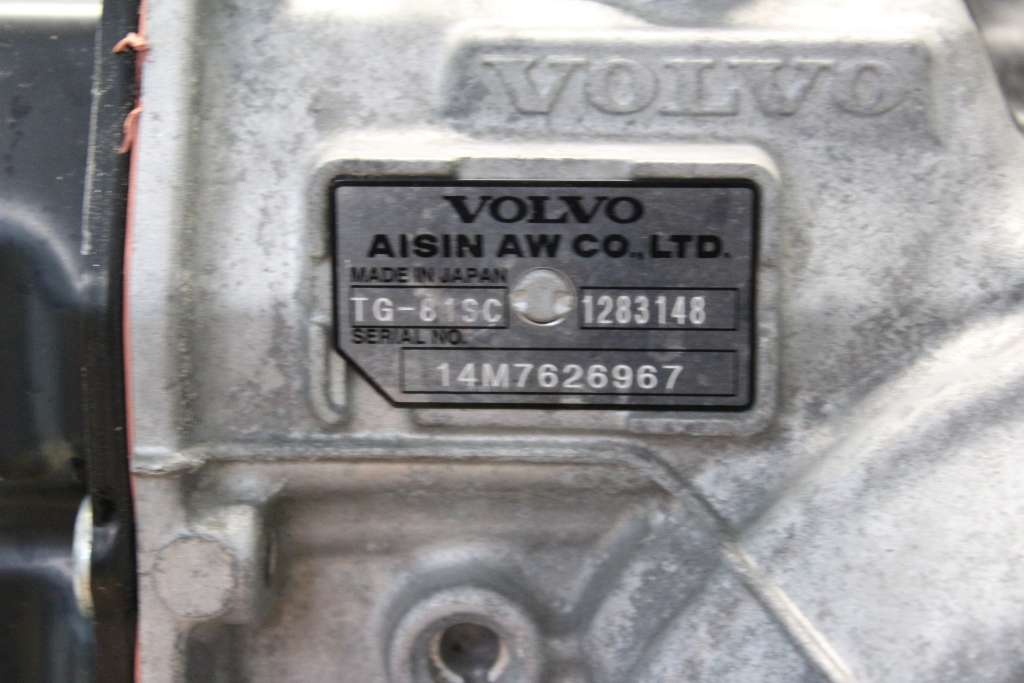 VOLVO
VOLVO
AISIN AW CO., LTD.
MADE IN JAPAN
TG-81SC 1283148
SERIAL NO.
14M7626967